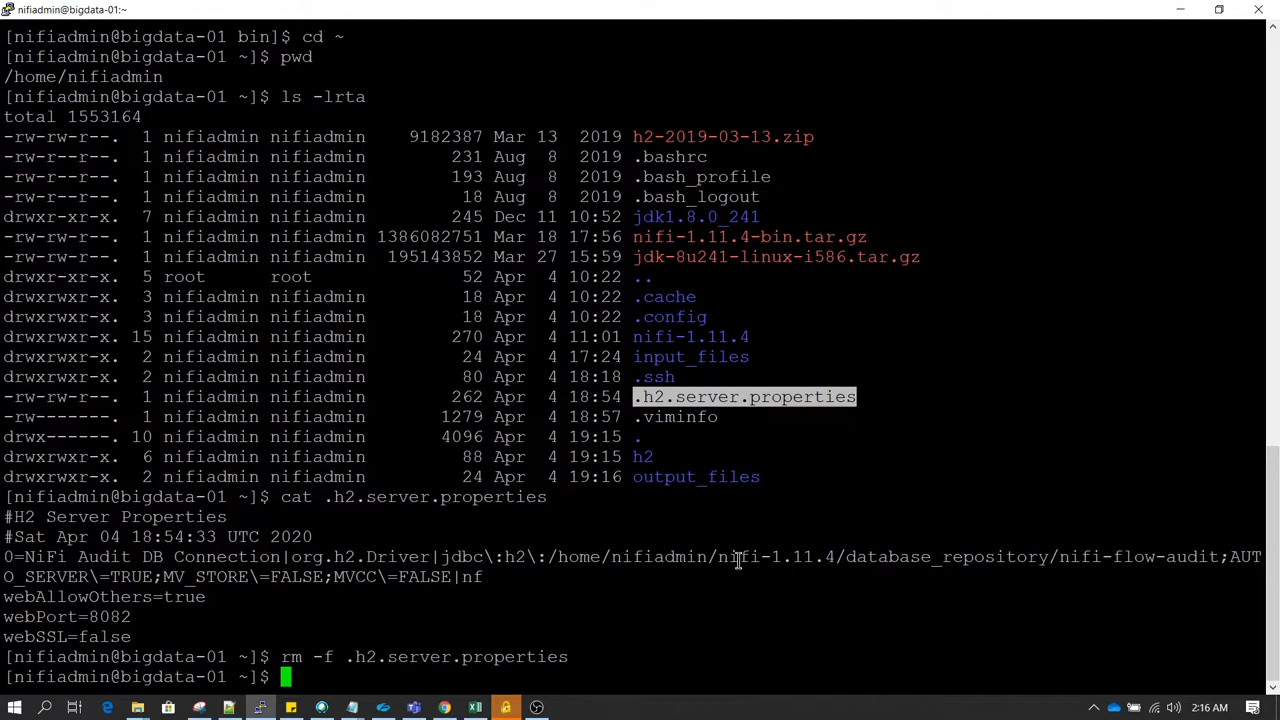 nifiadmin@bigdata-01:~
[nifiadmin@bigdata-01 bin]$ cd ~
[nifiadmin@bigdata-01 ~]$ pwd
/home/nifiadmin
[nifiadmin@bigdata-01 ~]$ ls -lrta
total 1553164
-rw-rw-r--. 1 nifiadmin nifiadmin 9182387 Mar 13 2019 h2-2019-03-13.zip
-rw-r--r--. 1 nifiadmin nifiadmin 231 Aug 8 2019 .bashrc
-rw-r--r--. 1 nifiadmin nifiadmin 193 Aug 8 2019 .bash_profile
-rw-r--r--. 1 nifiadmin nifiadmin 18 Aug 8 2019 .bash_logout
drwxr-xr-x. 7 nifiadmin nifiadmin 245 Dec 11 10:52 jdk1.8.0_241
-rw-rw-r--. 1 nifiadmin nifiadmin 1386082751 Mar 18 17:56 nifi-1.11.4-bin.tar.gz
-rw-rw-r--. 1 nifiadmin nifiadmin 195143852 Mar 27 15:59 jdk-8u241-linux-i586.tar.gz
drwxr-xr-x. 5 root root 52 Apr 4 10:22 ..
drwxrwxr-x. 3 nifiadmin nifiadmin 18 Apr 4 10:22 .cache
drwxrwxr-x. 3 nifiadmin nifiadmin 18 Apr 4 10:22 .config
drwxrwxr-x. 15 nifiadmin nifiadmin 270 Apr 4 11:01 nifi-1.11.4
drwxrwxr-x. 2 nifiadmin nifiadmin 24 Apr 4 17:24 input_files
drwxrwxr-x. 2 nifiadmin nifiadmin 80 Apr 4 18:18 .ssh
-rw-rw-r--. 1 nifiadmin nifiadmin 262 Apr 4 18:54 .h2.server.properties
-rw-------. 1 nifiadmin nifiadmin 1279 Apr 4 18:57 .viminfo
drwx------. 10 nifiadmin nifiadmin 4096 Apr 4 19:15 .
drwxrwxr-x. 6 nifiadmin nifiadmin 88 Apr 4 19:15 h2
drwxrwxr-x. 2 nifiadmin nifiadmin 24 Apr 4 19:16 output_files
[nifiadmin@bigdata-01 ~]$ cat .h2.server.properties
#H2 Server Properties
#Sat Apr 04 18:54:33 UTC 2020
0=NiFi Audit DB Connection|org.h2.Driver|jdbc\:h2\:/home/nifiadmin/nifi-1.11.4/database_repository/nifi-flow-audit;AUT
O_SERVER\=TRUE;MV_STORE\=FALSE;MVCC\=FALSE|nf
webAllowOthers=true
webPort=8082
webSSL=false
[nifiadmin@bigdata-01 ~]$ rm -f .h2.server.properties
[nifiadmin@bigdata-01 ~]$
2:16 AM